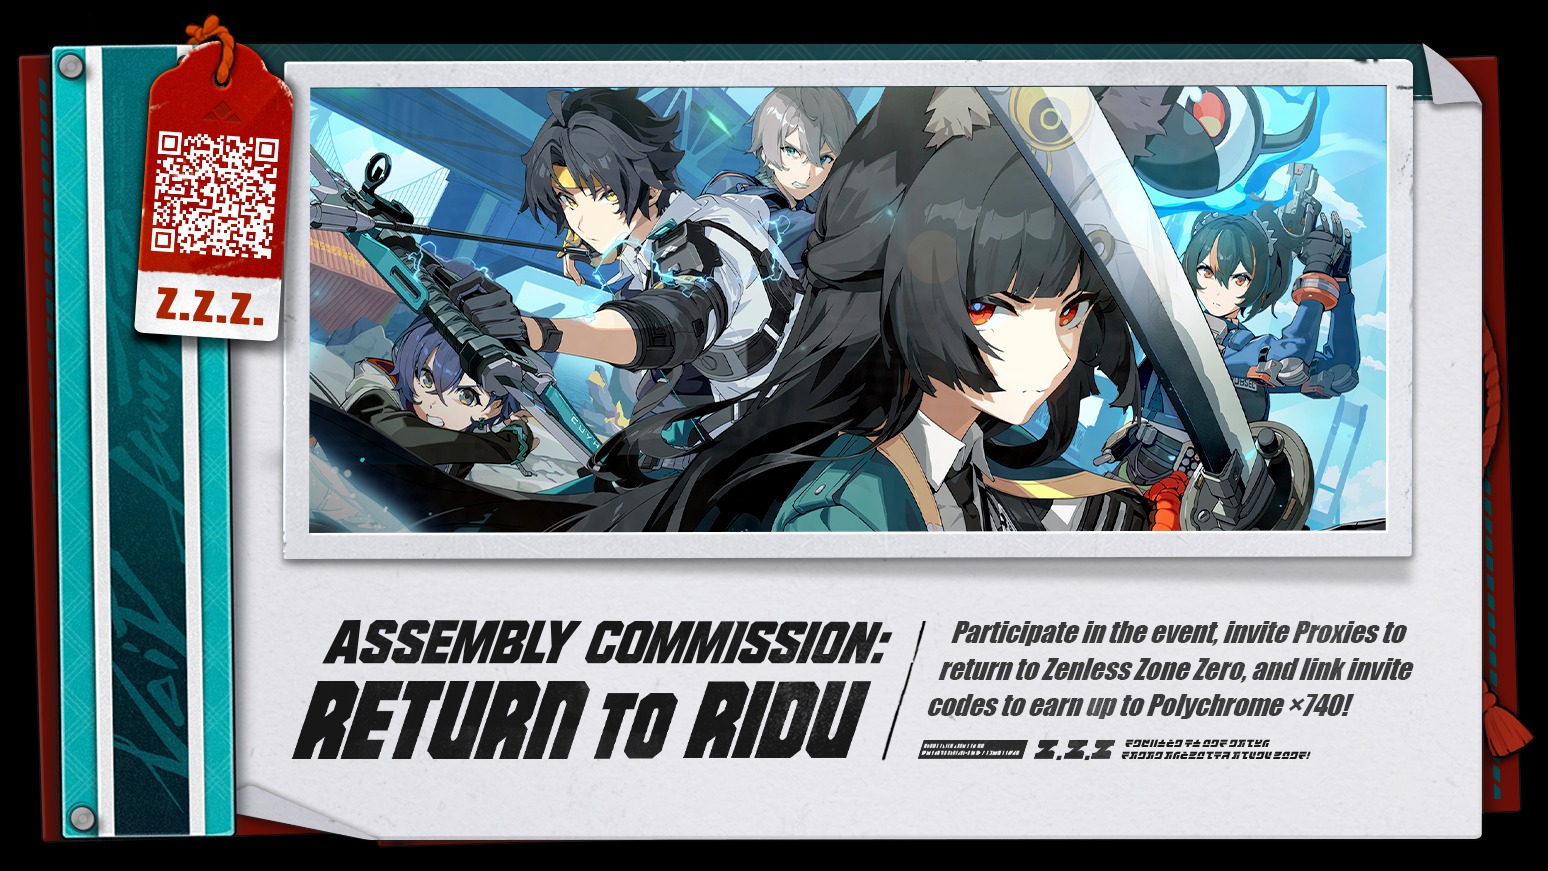 Z.Z.Z.
ASSEMBLY COMMISSION:
RETURN TO RIDU
Participate in the event, invite Proxies to
return to Zenless Zone Zero, and link invite
codes to earn up to Polychrome ×740!
Z.Z.Z